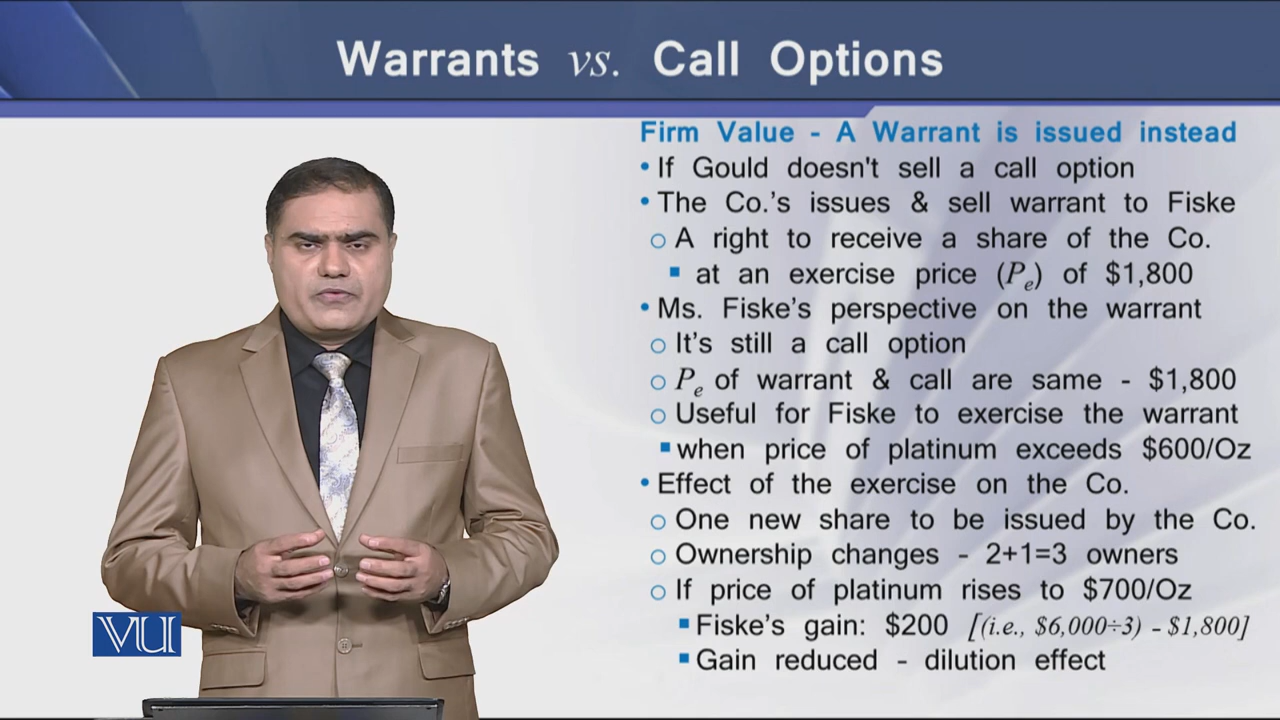 Warrants vs. Call Options
Firm Value - A Warrant is issued instead
• If Gould doesn't sell a call option
• The Co.'s issues & sell warrant to Fiske
○ A right to receive a share of the Co.
▪ at an exercise price (Pe) of $1,800
• Ms. Fiske's perspective on the warrant
○ It's still a call option
○ Pe of warrant & call are same - $1,800
○ Useful for Fiske to exercise the warrant
▪ when price of platinum exceeds $600/Oz
• Effect of the exercise on the Co.
○ One new share to be issued by the Co.
○ Ownership changes - 2+1=3 owners
○ If price of platinum rises to $700/Oz
▪ Fiske's gain: $200 [(i.e., $6,000÷3) - $1,800]
▪ Gain reduced - dilution effect
VU